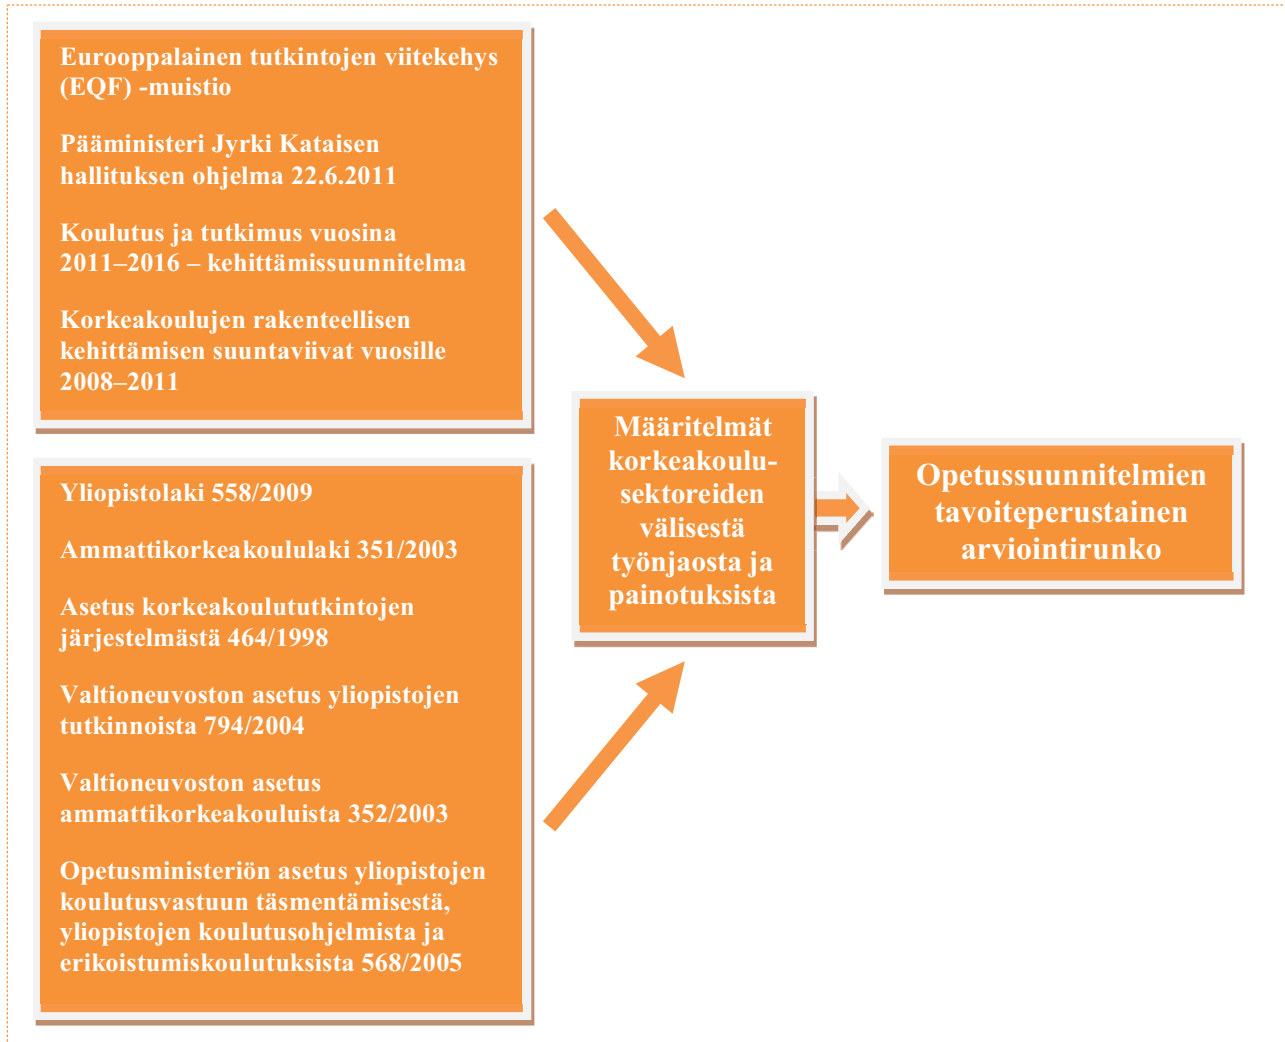 Eurooppalainen tutkintojen viitekehys
(EQF) -muistio
Pääministeri Jyrki Kataisen
hallituksen ohjelma 22.6.2011
Koulutus ja tutkimus vuosina
2011–2016 – kehittämissuunnitelma
Korkeakoulujen rakenteellisen
kehittämisen suuntaviivat vuosille
2008–2011
Yliopistolaki 558/2009
Ammattikorkeakoululaki 351/2003
Asetus korkeakoulututkintojen
järjestelmästä 464/1998
Valtioneuvoston asetus yliopistojen
tutkinnoista 794/2004
Valtioneuvoston asetus
ammattikorkeakouluista 352/2003
Opetusministeriön asetus yliopistojen
koulutusvastuun täsmentämisestä,
yliopistojen koulutusohjelmista ja
erikoistumiskoulutuksista 568/2005
Määritelmät
korkeakoulu-
sektoreiden
välisestä
työnjaosta ja
painotuksista
Opetussuunnitelmien
tavoiteperustainen
arviointirunko